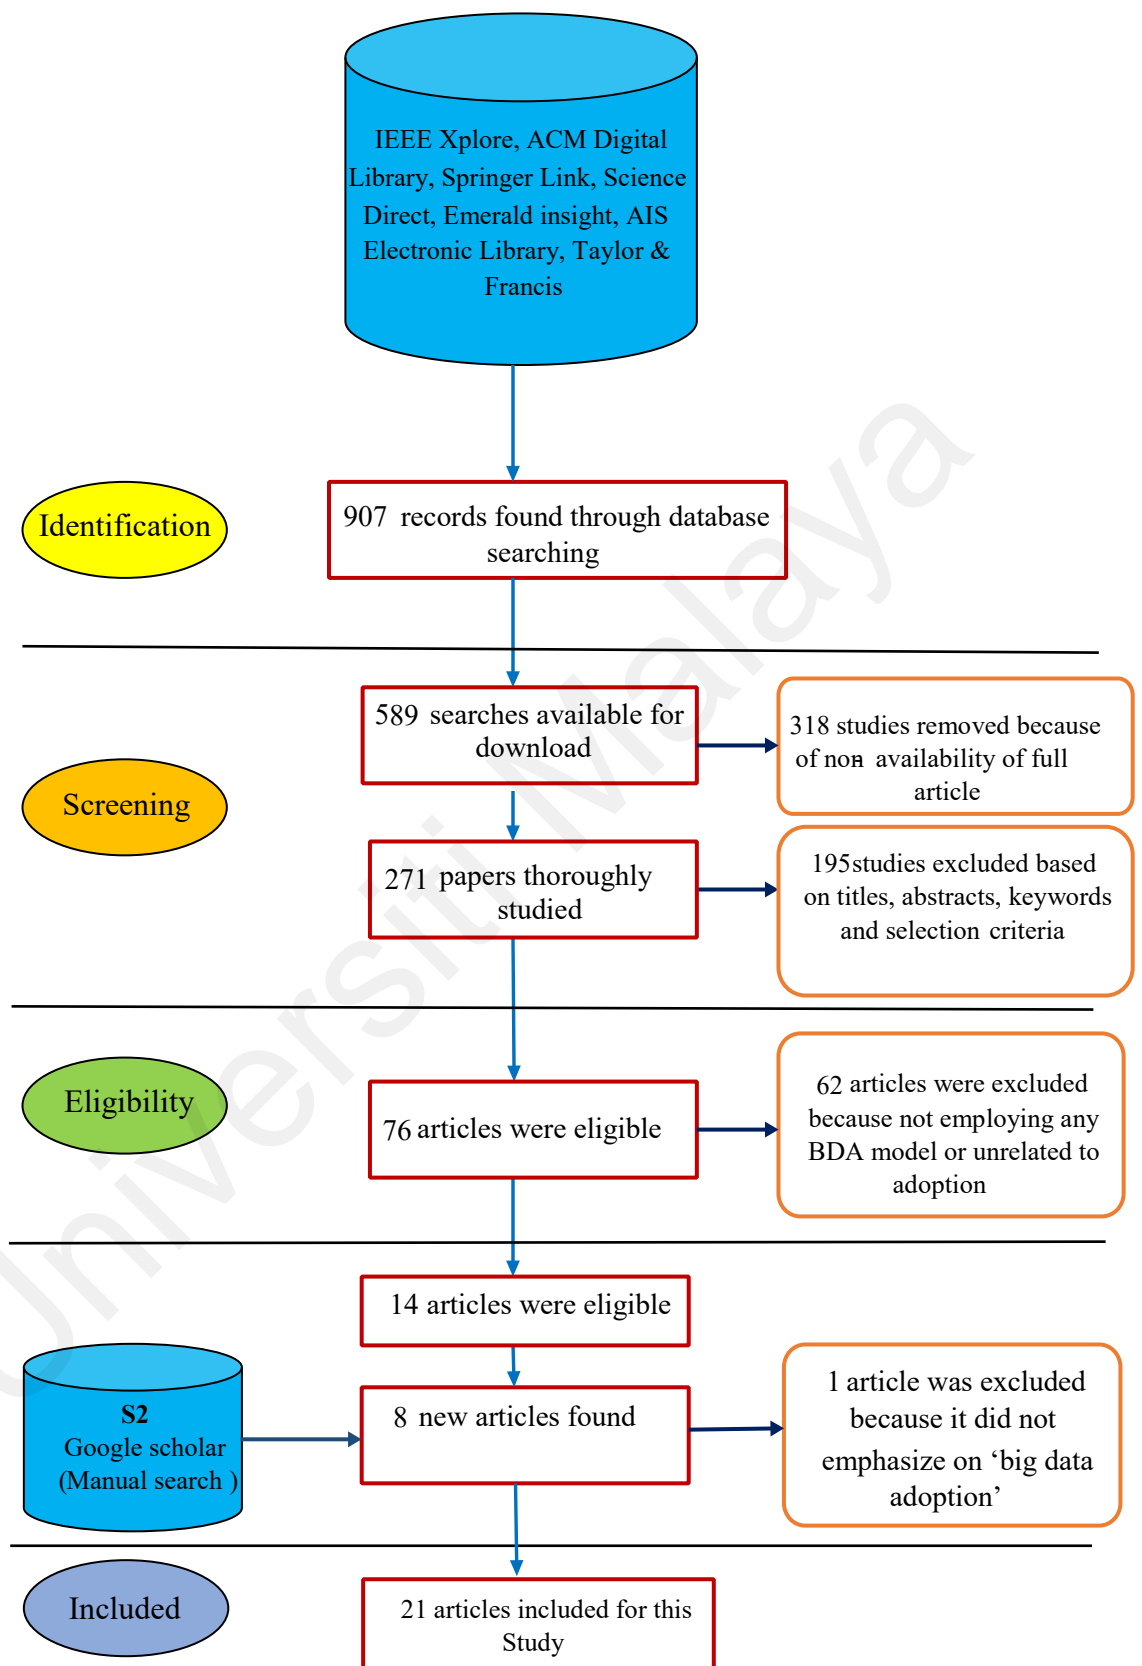 IEEE Xplore, ACM Digital
Library, Springer Link, Science
Direct, Emerald insight, AIS
Electronic Library, Taylor &
Francis
Identification
907 records found through database
searching
589 searches available for
download
318 studies removed because
of non- availability of full
article
Screening
271 papers thoroughly
studied
195studies excluded based
on titles, abstracts, keywords
and selection criteria
Eligibility
76 articles were eligible
62 articles were excluded
because not employing any
BDA model or unrelated to
adoption
14 articles were eligible
S2
Google scholar
(Manual search )
8 new articles found
1 article was excluded
because it did not
emphasize on ‘big data
adoption’
Included
21 articles included for this
Study
Universiti Malaya